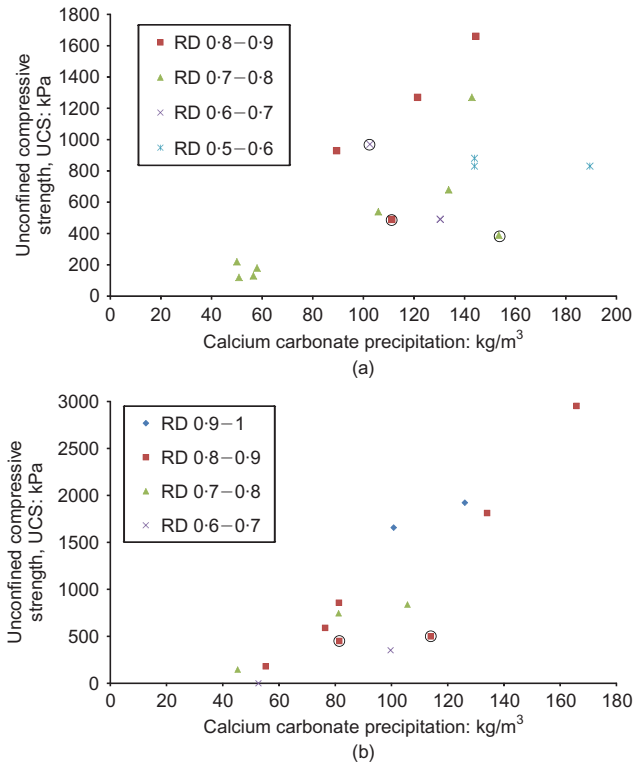 1800
1600
1400
1200
1000
800
600
400
200
0
Unconfined compressive
strength, UCS: kPa
RD 0·8−0·9
RD 0·7−0·8
RD 0·6−0·7
RD 0·5−0·6
0 20 40 60 80 100 120 140 160 180 200
Calcium carbonate precipitation: kg/m³
(a)
3000
2500
2000
1500
1000
500
0
Unconfined compressive
strength, UCS: kPa
RD 0·9−1
RD 0·8−0·9
RD 0·7−0·8
RD 0·6−0·7
0 20 40 60 80 100 120 140 160 180
Calcium carbonate precipitation: kg/m³
(b)